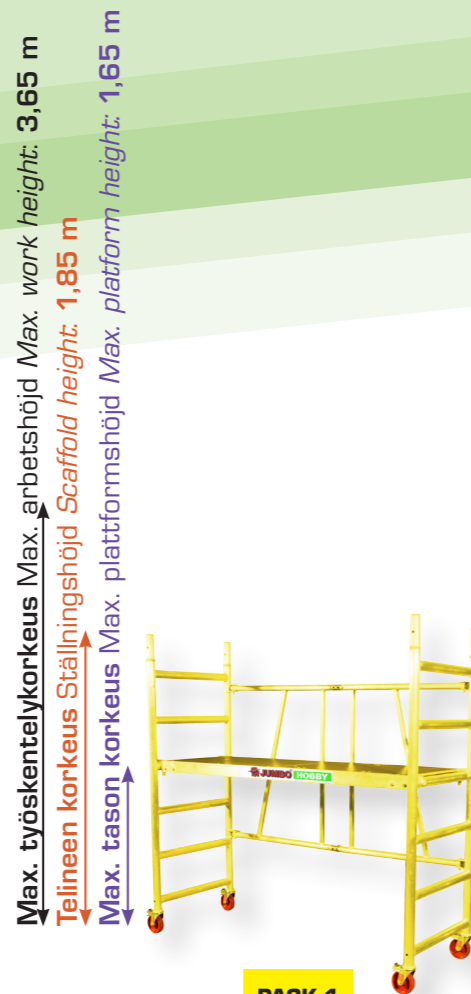 Max. työskentelykorkeus Max. arbetshöjd Max. work height: 3,65 m
Telineen korkeus Ställningshöjd Scaffold height: 1,85 m
Max. tason korkeus Max. plattformshöjd Max. platform height: 1,65 m
JUMBO HOBBY